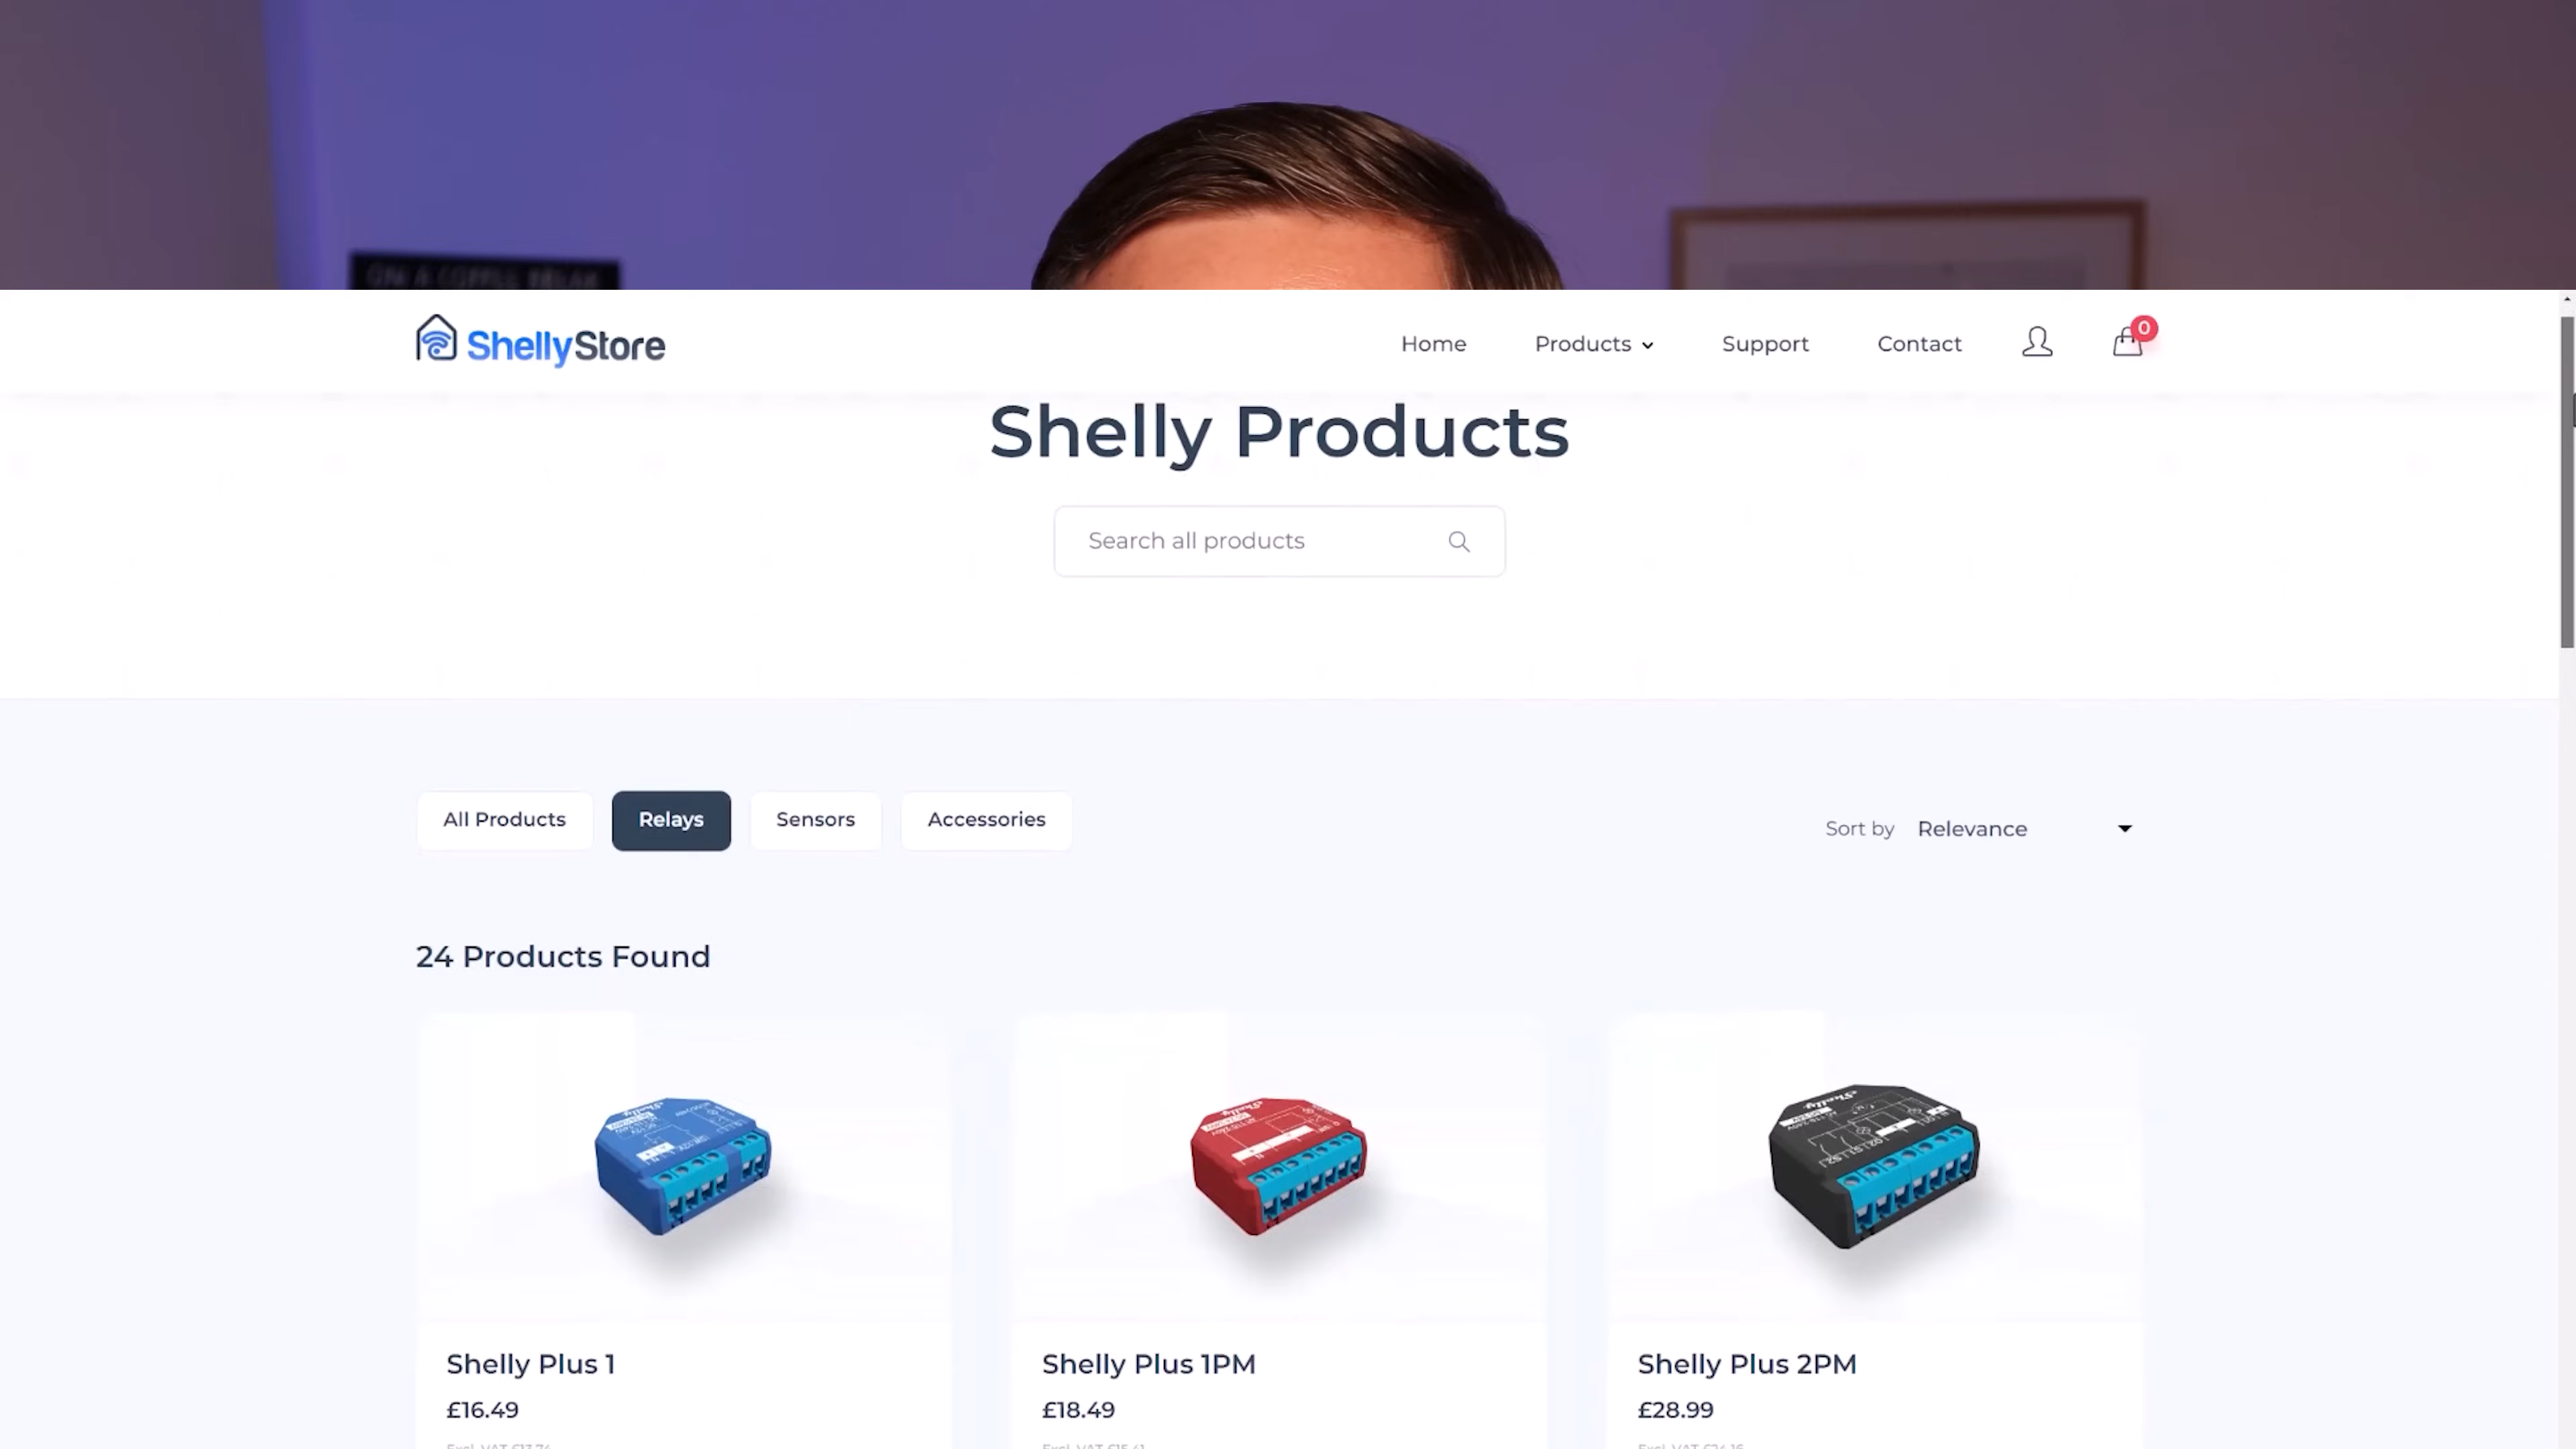 ShellyStore
Home Products Support Contact 0
Shelly Products
Search all products
All Products Relays Sensors Accessories
Sort by Relevance
24 Products Found
Shelly Plus 1
£16.49
Shelly Plus 1PM
£18.49
Shelly Plus 2PM
£28.99